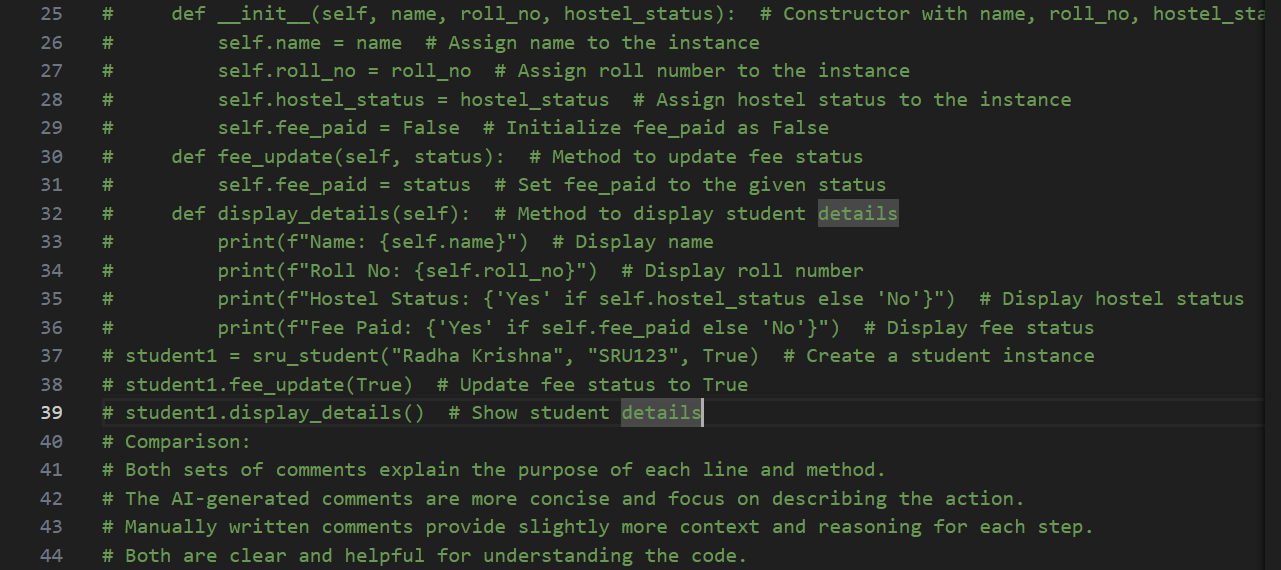 25 #     def __init__(self, name, roll_no, hostel_status):  # Constructor with name, roll_no, hostel_sta
26 #         self.name = name  # Assign name to the instance
27 #         self.roll_no = roll_no  # Assign roll number to the instance
28 #         self.hostel_status = hostel_status  # Assign hostel status to the instance
29 #         self.fee_paid = False  # Initialize fee_paid as False
30 #     def fee_update(self, status):  # Method to update fee status
31 #         self.fee_paid = status  # Set fee_paid to the given status
32 #     def display_details(self):  # Method to display student details
33 #         print(f"Name: {self.name}")  # Display name
34 #         print(f"Roll No: {self.roll_no}")  # Display roll number
35 #         print(f"Hostel Status: {'Yes' if self.hostel_status else 'No'}")  # Display hostel status
36 #         print(f"Fee Paid: {'Yes' if self.fee_paid else 'No'}")  # Display fee status
37 # student1 = sru_student("Radha Krishna", "SRU123", True)  # Create a student instance
38 # student1.fee_update(True)  # Update fee status to True
39 # student1.display_details()  # Show student details
40 # Comparison:
41 # Both sets of comments explain the purpose of each line and method.
42 # The AI-generated comments are more concise and focus on describing the action.
43 # Manually written comments provide slightly more context and reasoning for each step.
44 # Both are clear and helpful for understanding the code.